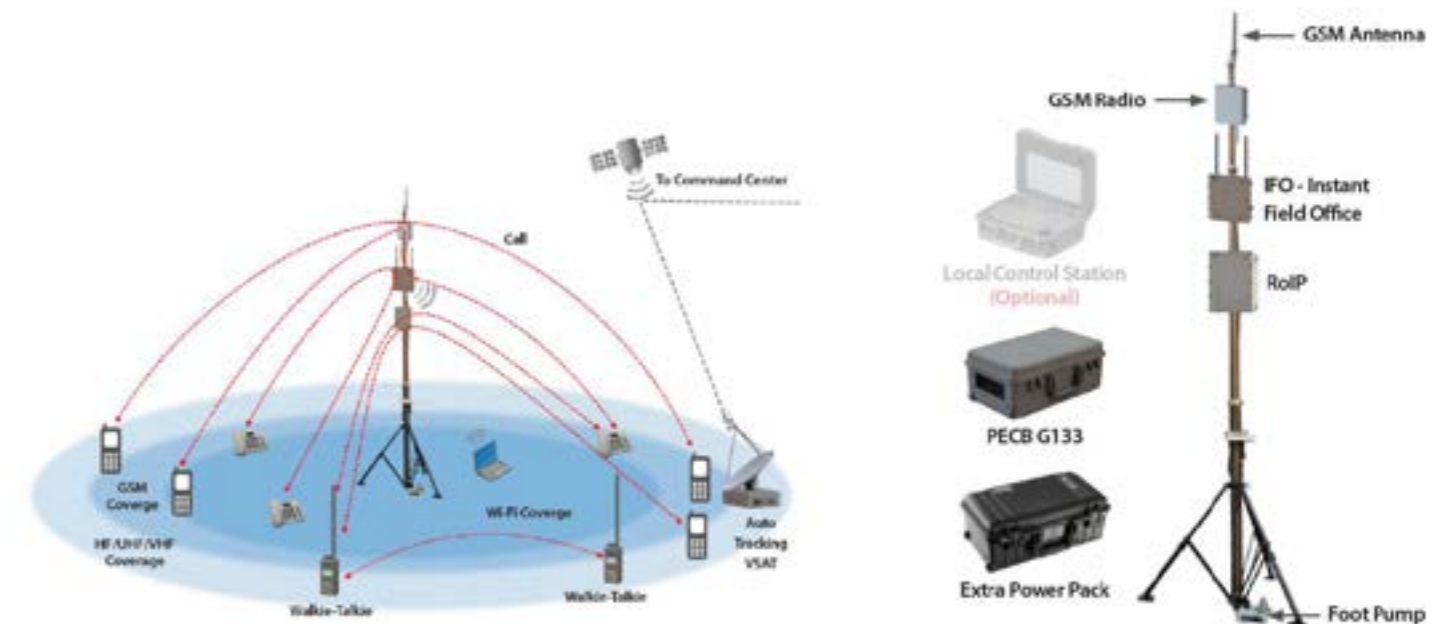 To Command Center
Call
GSM
Coverge
HF/UHF/VHF
Coverage
Wi-Fi Coverge
Auto
Trocking
VSAT
Walkie-Talkie
Walkie-Talkie
GSM Antenna
GSM Radio
IFO - Instant
Field Office
RoIP
Local Control Station
(Optional)
PECB G133
Extra Power Pack
Foot Pump